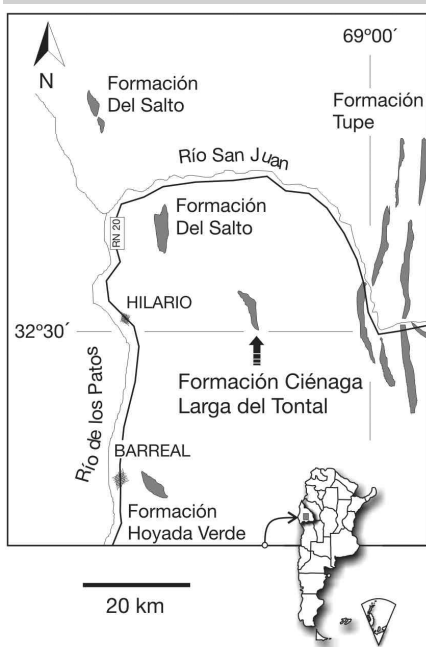 69º00´
N
Formación
Del Salto
Formación
Tupe
Río San Juan
RN 20
Formación
Del Salto
HILARIO
32º30´
Formación Ciénaga
Larga del Tontal
Río de los Patos
BARREAL
Formación
Hoyada Verde
20 km